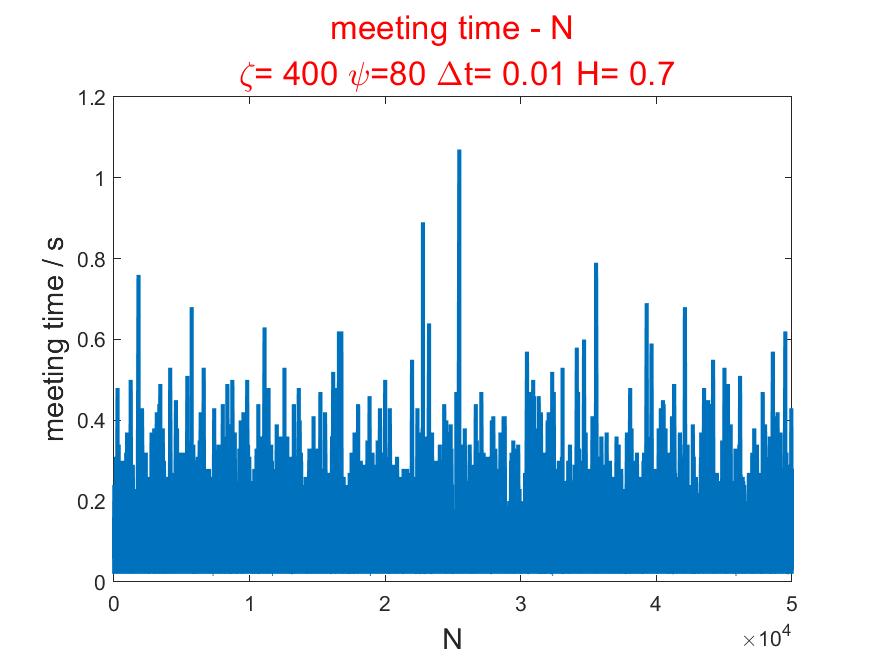 meeting time - N
ζ= 400 ψ=80 Δt= 0.01 H= 0.7
1.2
1
0.8
0.6
0.4
0.2
0
meeting time / s
0 1 2 3 4 5
N
×10⁴